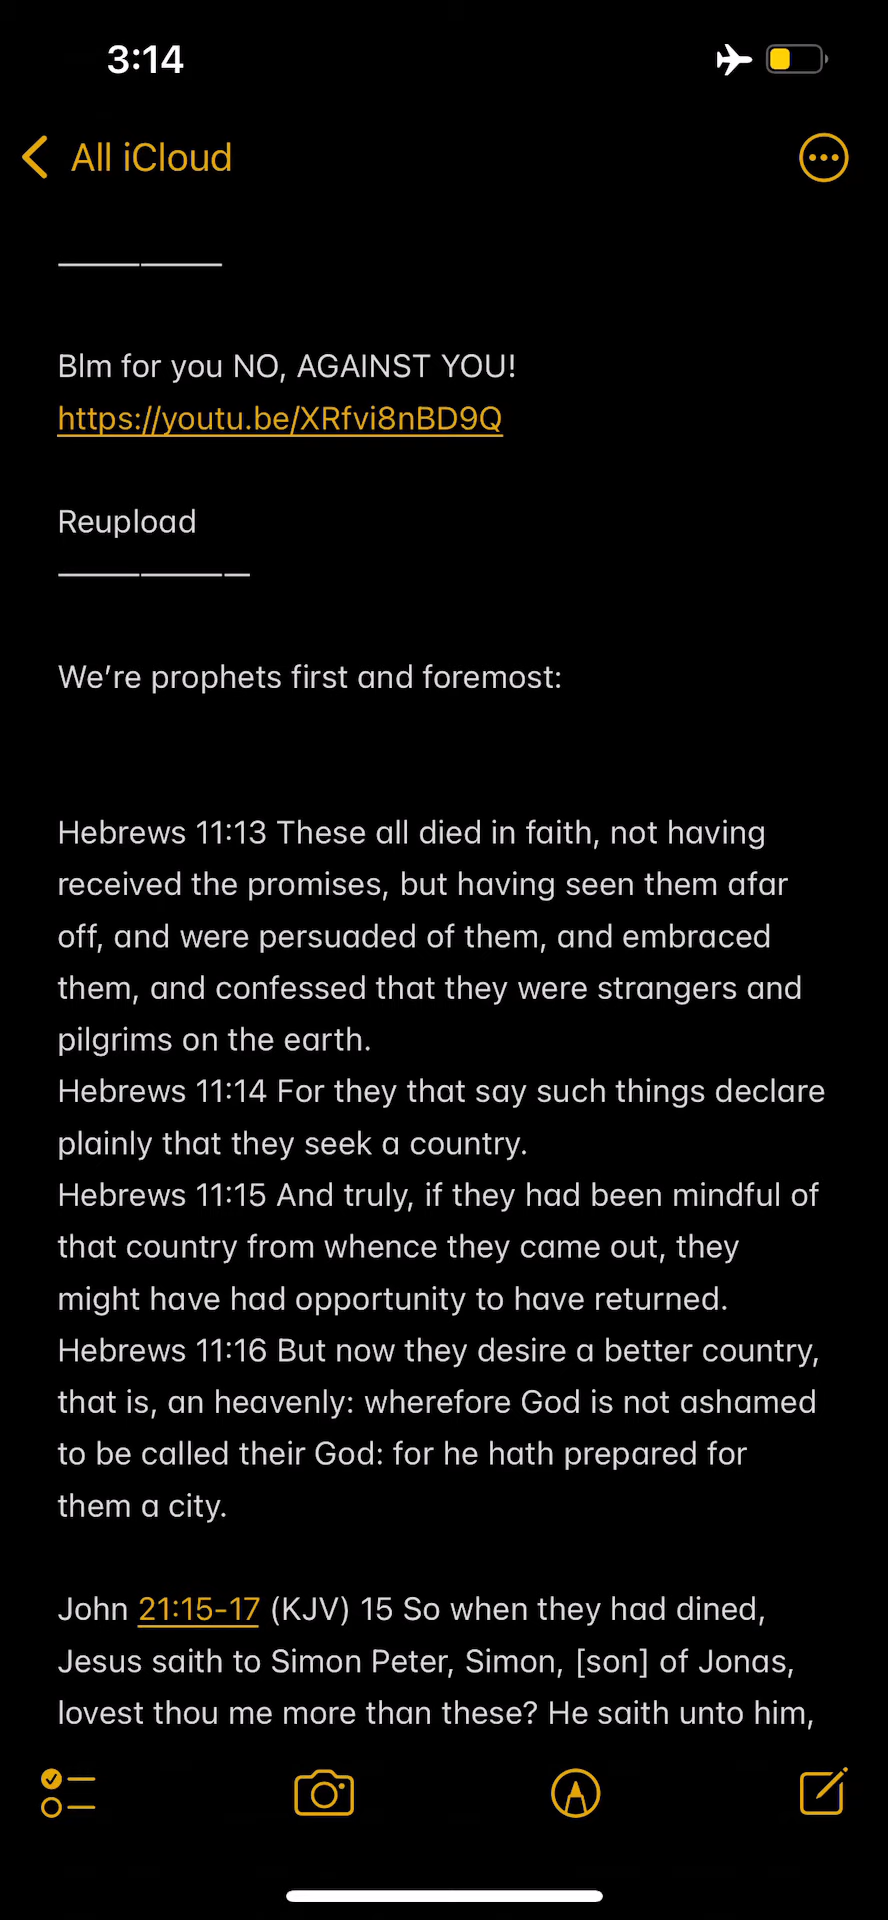 3:14
All iCloud
Blm for you NO, AGAINST YOU!
https://youtu.be/XRfvi8nBD9Q
Reupload
We’re prophets first and foremost:
Hebrews 11:13 These all died in faith, not having
received the promises, but having seen them afar
off, and were persuaded of them, and embraced
them, and confessed that they were strangers and
pilgrims on the earth.
Hebrews 11:14 For they that say such things declare
plainly that they seek a country.
Hebrews 11:15 And truly, if they had been mindful of
that country from whence they came out, they
might have had opportunity to have returned.
Hebrews 11:16 But now they desire a better country,
that is, an heavenly: wherefore God is not ashamed
to be called their God: for he hath prepared for
them a city.
John 21:15-17 (KJV) 15 So when they had dined,
Jesus saith to Simon Peter, Simon, [son] of Jonas,
lovest thou me more than these? He saith unto him,